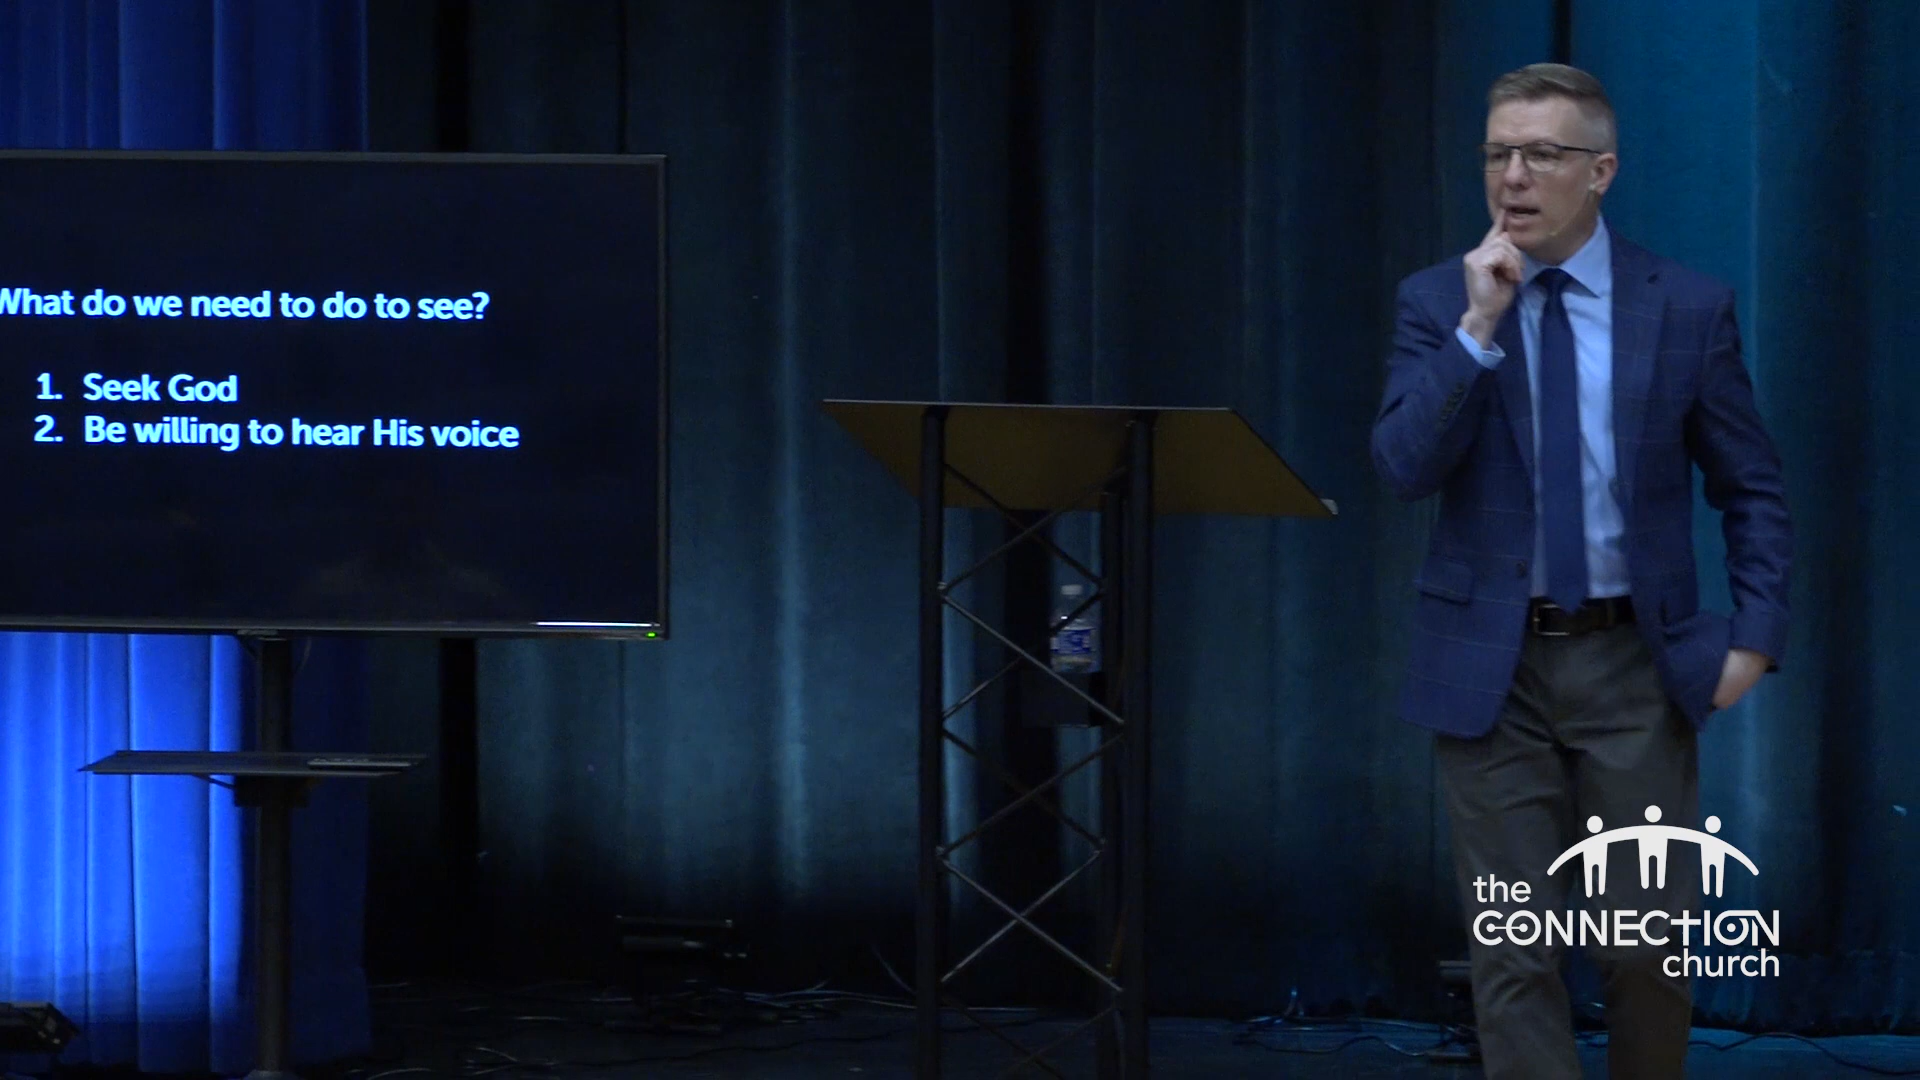 What do we need to do to see?
1. Seek God
2. Be willing to hear His voice
the
CONNECTION
church